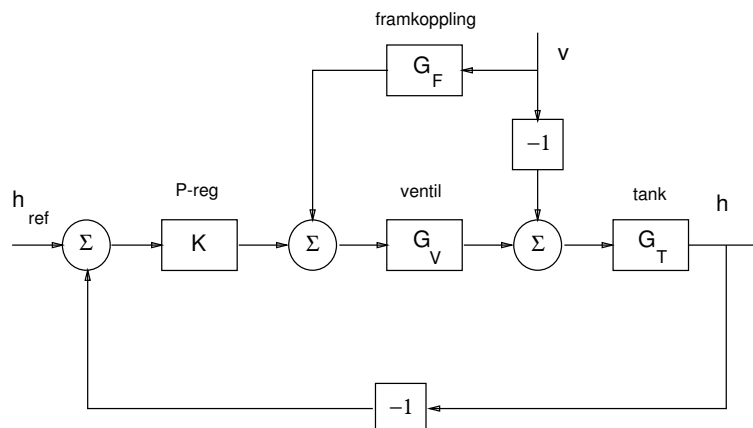 framkoppling
G_F
v
−1
P-reg
ventil
tank
h_ref
h
Σ
K
Σ
G_V
Σ
G_T
−1